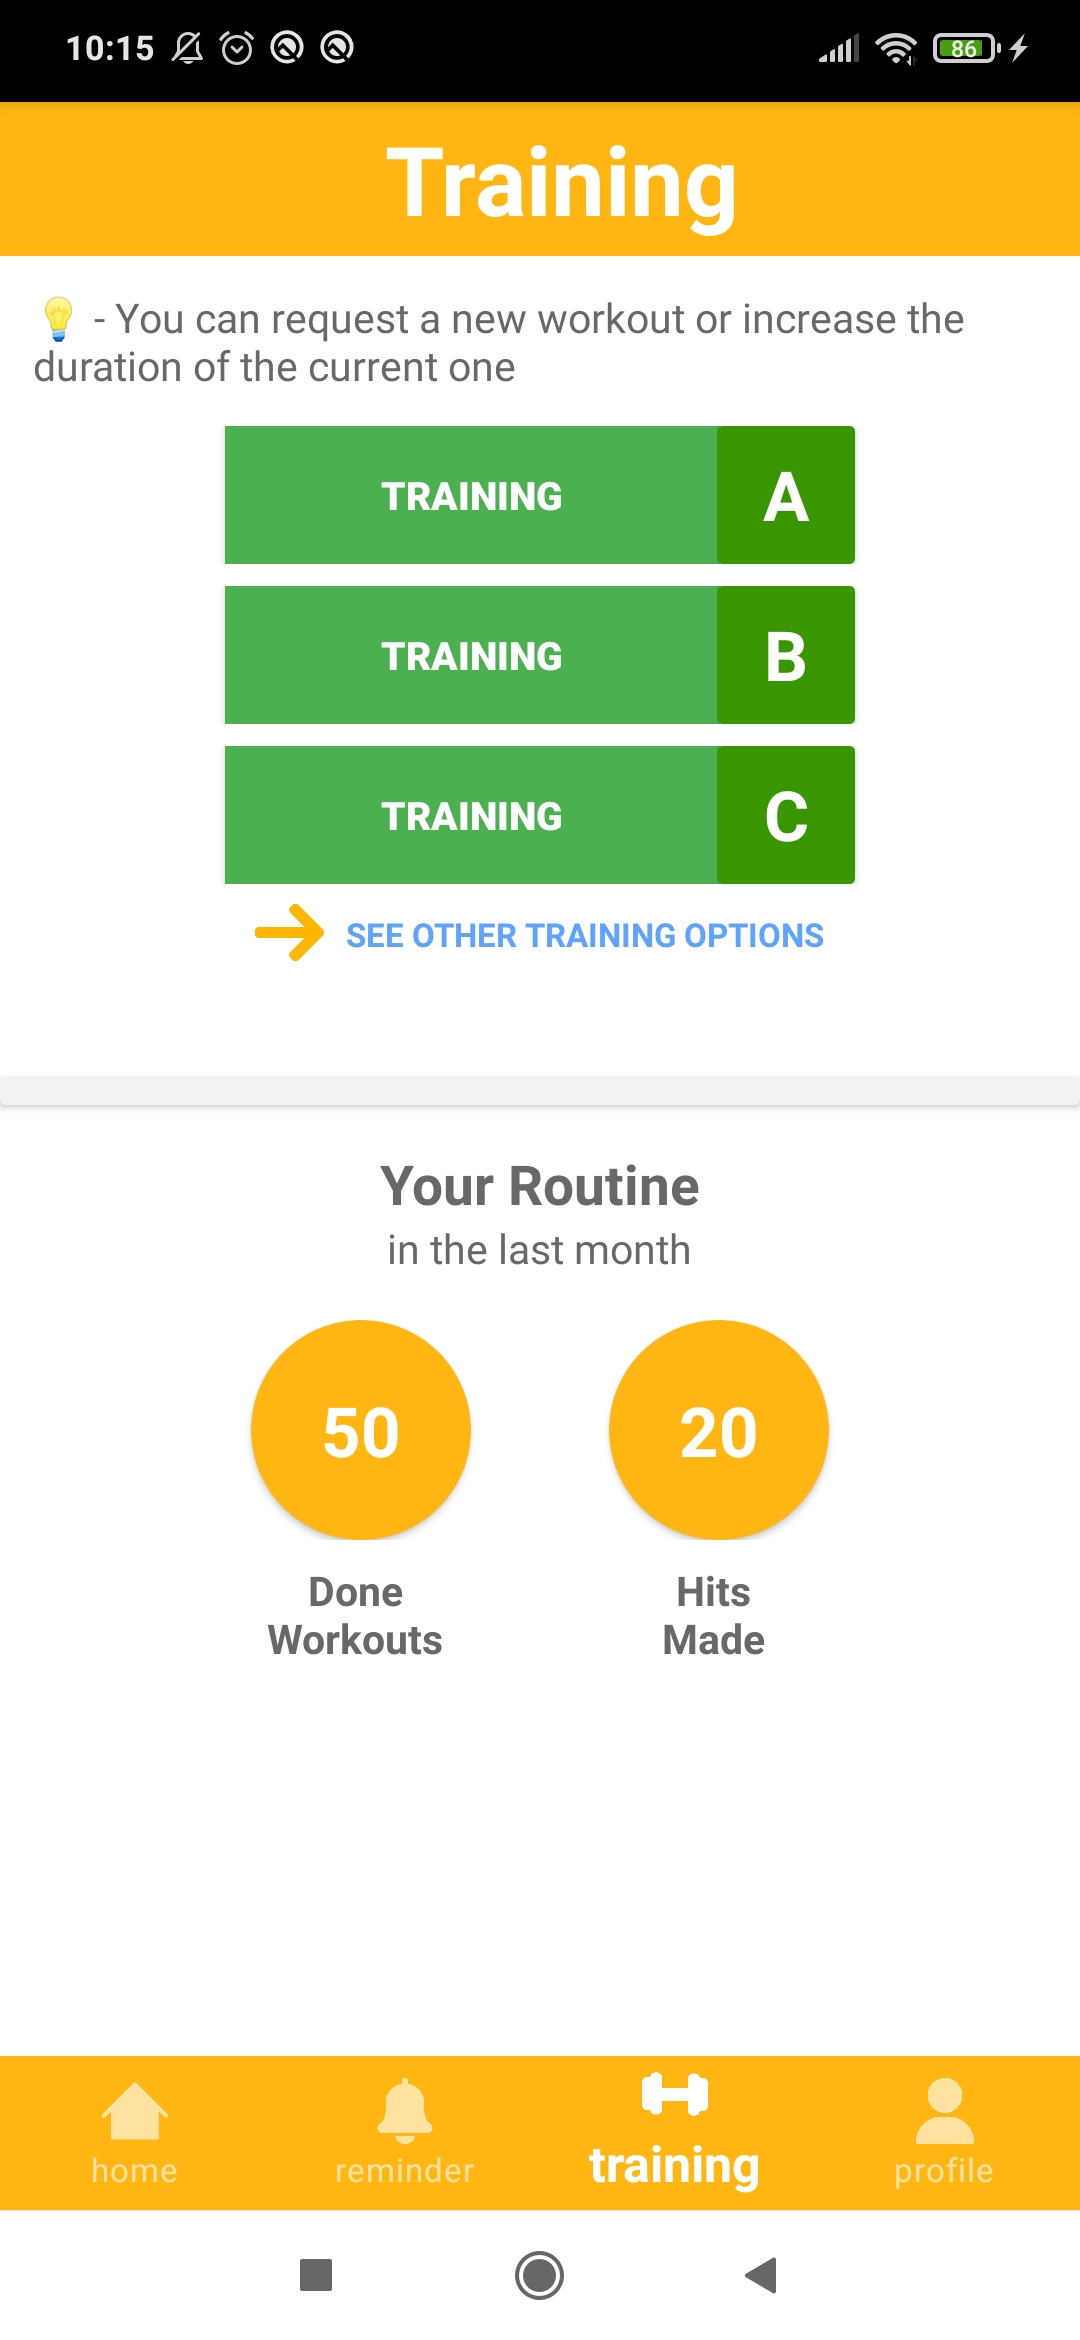 10:15
86
Training
- You can request a new workout or increase the
duration of the current one
TRAINING A
TRAINING B
TRAINING C
SEE OTHER TRAINING OPTIONS
Your Routine
in the last month
50 20
Done Hits
Workouts Made
home reminder training profile